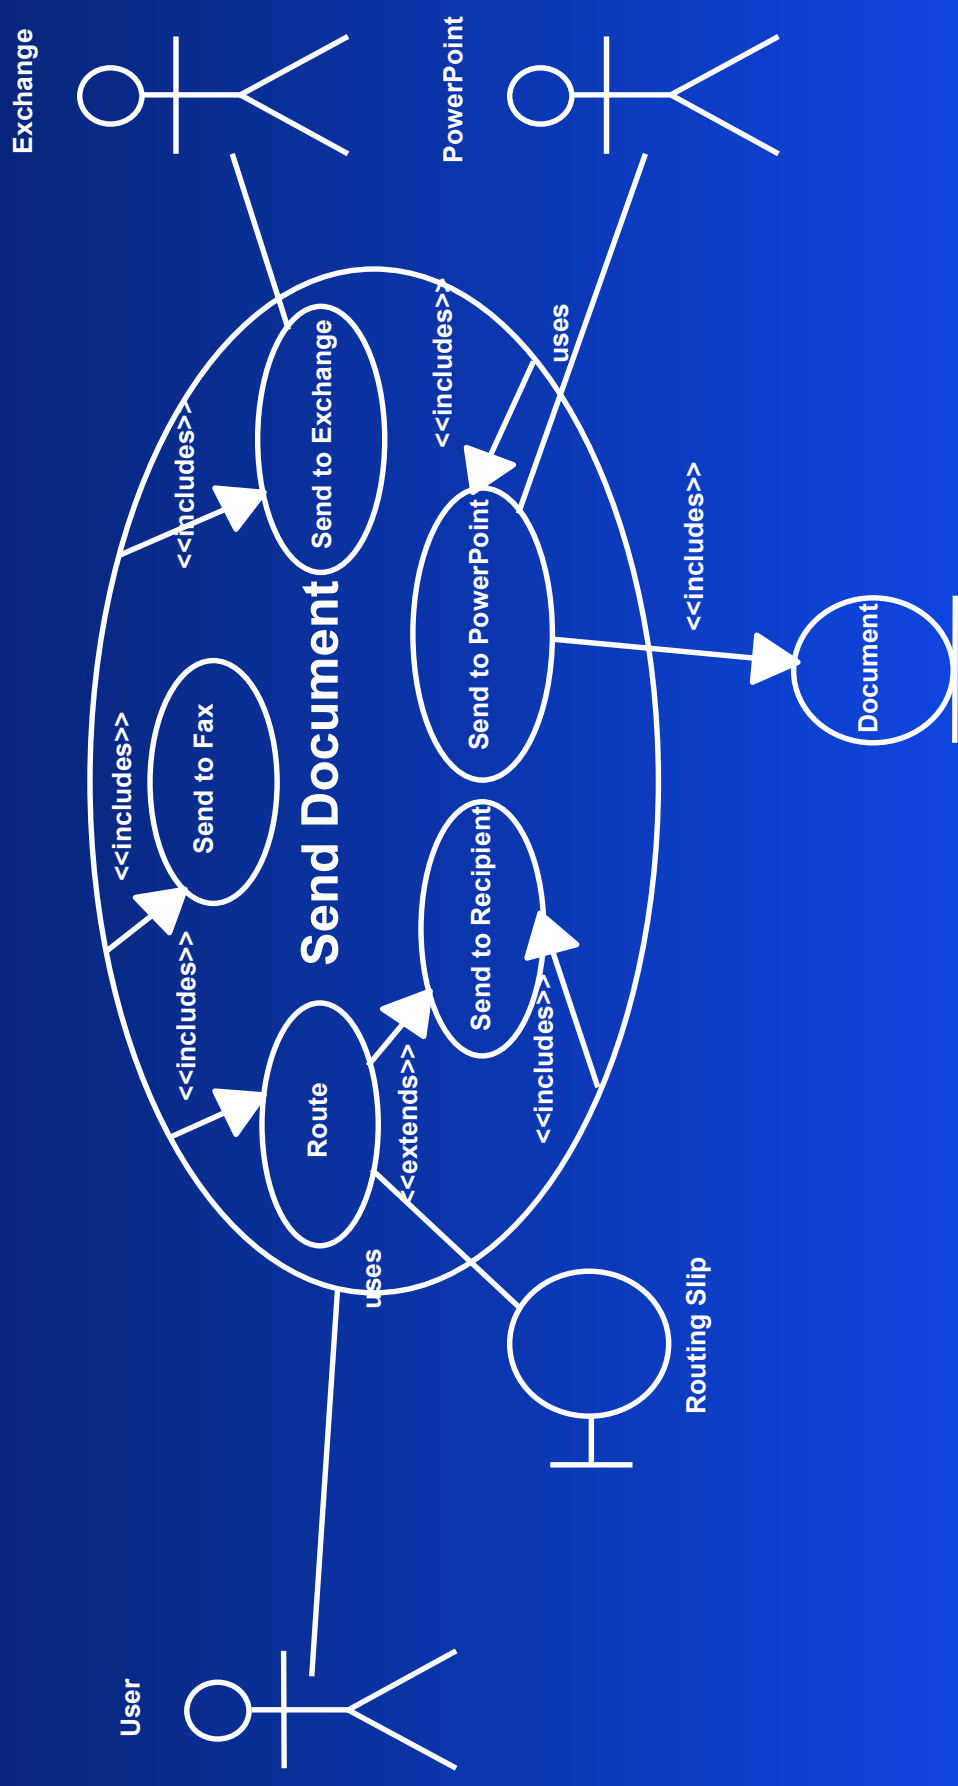 User
Exchange
PowerPoint
Send Document
<<includes>>
<<includes>>
<<includes>>
<<includes>>
<<includes>>
<<includes>>
<<extends>>
Send to Fax
Send to Exchange
Route
Send to Recipient
Send to PowerPoint
uses
uses
Routing Slip
Document